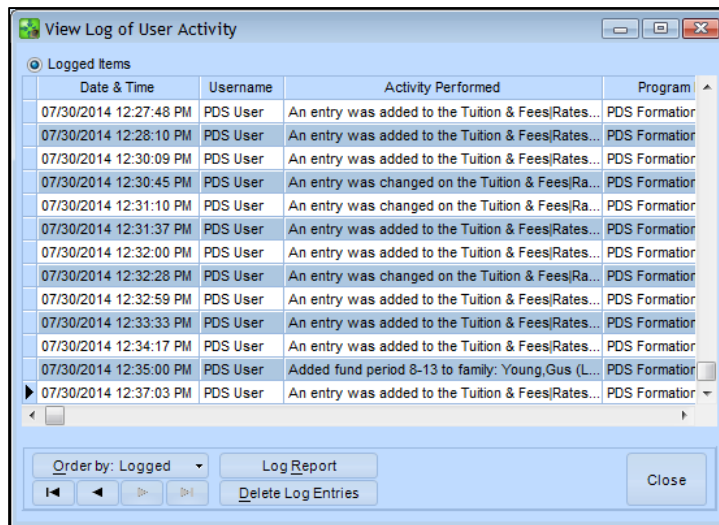 View Log of User Activity
Logged Items
Date & Time Username Activity Performed Program
07/30/2014 12:27:48 PM PDS User An entry was added to the Tuition & Fees|Rates... PDS Formation
07/30/2014 12:28:10 PM PDS User An entry was added to the Tuition & Fees|Rates... PDS Formation
07/30/2014 12:30:09 PM PDS User An entry was added to the Tuition & Fees|Rates... PDS Formation
07/30/2014 12:30:45 PM PDS User An entry was changed on the Tuition & Fees|Ra... PDS Formation
07/30/2014 12:31:10 PM PDS User An entry was changed on the Tuition & Fees|Ra... PDS Formation
07/30/2014 12:31:37 PM PDS User An entry was added to the Tuition & Fees|Rates... PDS Formation
07/30/2014 12:32:00 PM PDS User An entry was added to the Tuition & Fees|Rates... PDS Formation
07/30/2014 12:32:28 PM PDS User An entry was changed on the Tuition & Fees|Ra... PDS Formation
07/30/2014 12:32:59 PM PDS User An entry was added to the Tuition & Fees|Rates... PDS Formation
07/30/2014 12:33:33 PM PDS User An entry was added to the Tuition & Fees|Rates... PDS Formation
07/30/2014 12:34:17 PM PDS User An entry was added to the Tuition & Fees|Rates... PDS Formation
07/30/2014 12:35:00 PM PDS User Added fund period 8-13 to family: Young,Gus (L... PDS Formation
07/30/2014 12:37:03 PM PDS User An entry was added to the Tuition & Fees|Rates... PDS Formation
Order by: Logged Log Report
Delete Log Entries
Close